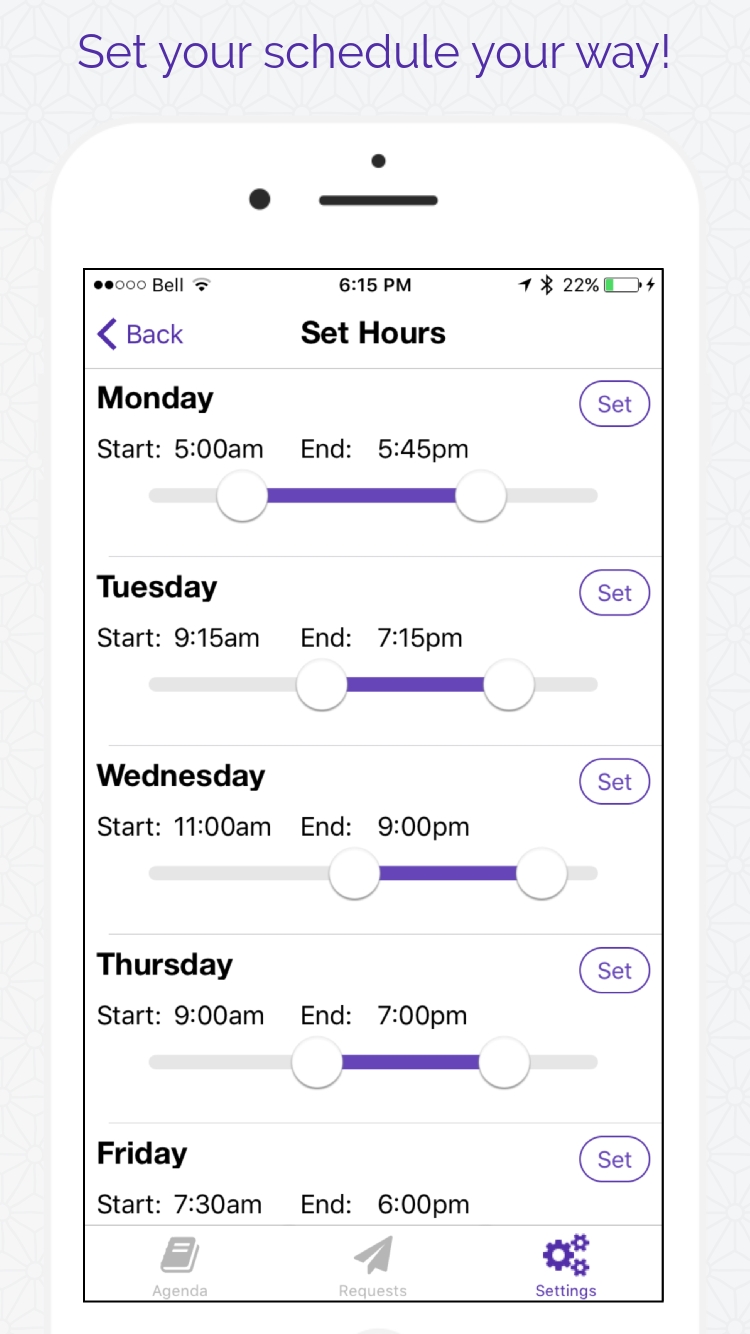 Set your schedule your way!
Bell 6:15 PM 22%
Back Set Hours
Monday Set
Start: 5:00am End: 5:45pm
Tuesday Set
Start: 9:15am End: 7:15pm
Wednesday Set
Start: 11:00am End: 9:00pm
Thursday Set
Start: 9:00am End: 7:00pm
Friday Set
Start: 7:30am End: 6:00pm
Agenda Requests Settings